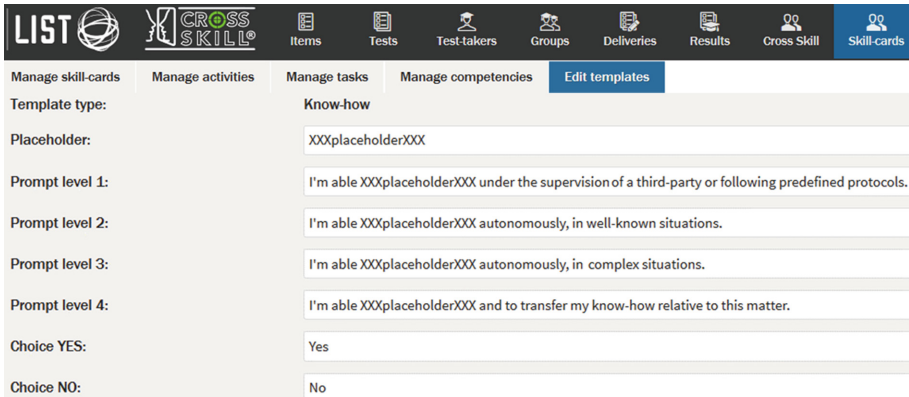 LIST
CROSS
SKILL®
Items
Tests
Test-takers
Groups
Deliveries
Results
Cross Skill
Skill-cards
Manage skill-cards
Manage activities
Manage tasks
Manage competencies
Edit templates
Template type: Know-how
Placeholder: XXXplaceholderXXX
Prompt level 1: I'm able XXXplaceholderXXX under the supervision of a third-party or following predefined protocols.
Prompt level 2: I'm able XXXplaceholderXXX autonomously, in well-known situations.
Prompt level 3: I'm able XXXplaceholderXXX autonomously, in complex situations.
Prompt level 4: I'm able XXXplaceholderXXX and to transfer my know-how relative to this matter.
Choice YES: Yes
Choice NO: No